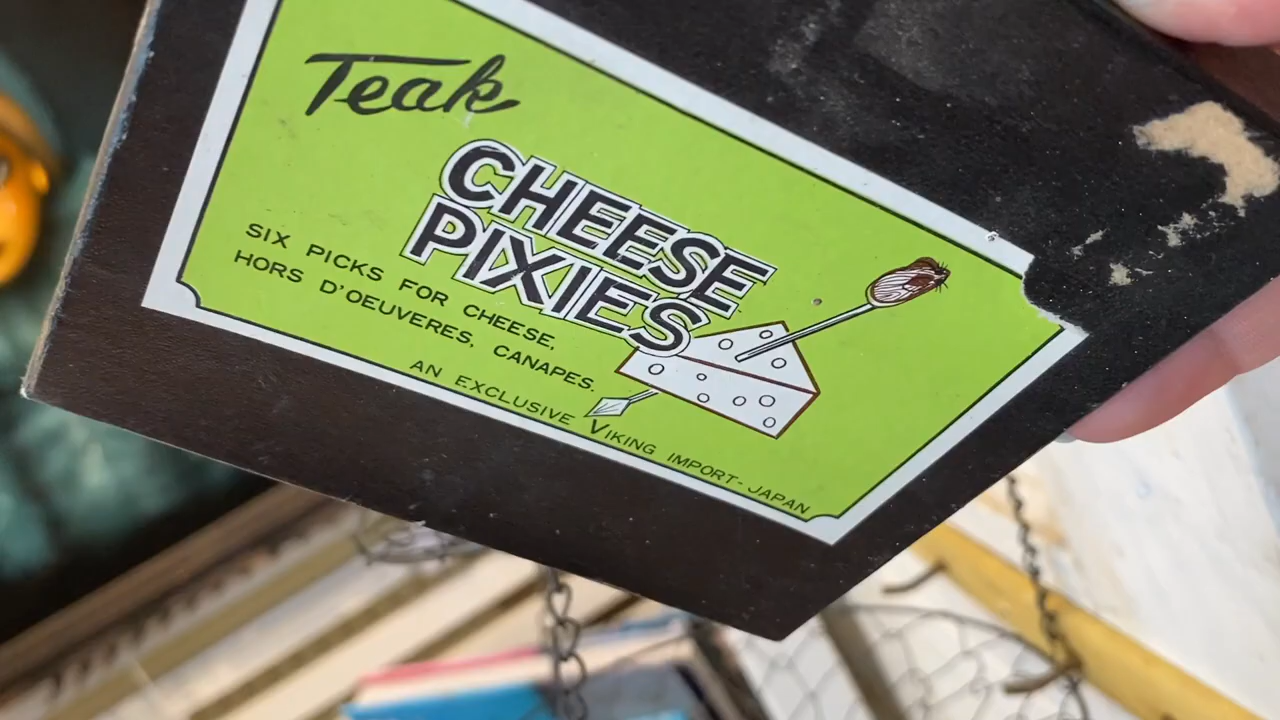 Teak
CHEESE
PIXIES
SIX PICKS FOR CHEESE,
HORS D'OEUVERES, CANAPES.
AN EXCLUSIVE VIKING IMPORT-JAPAN